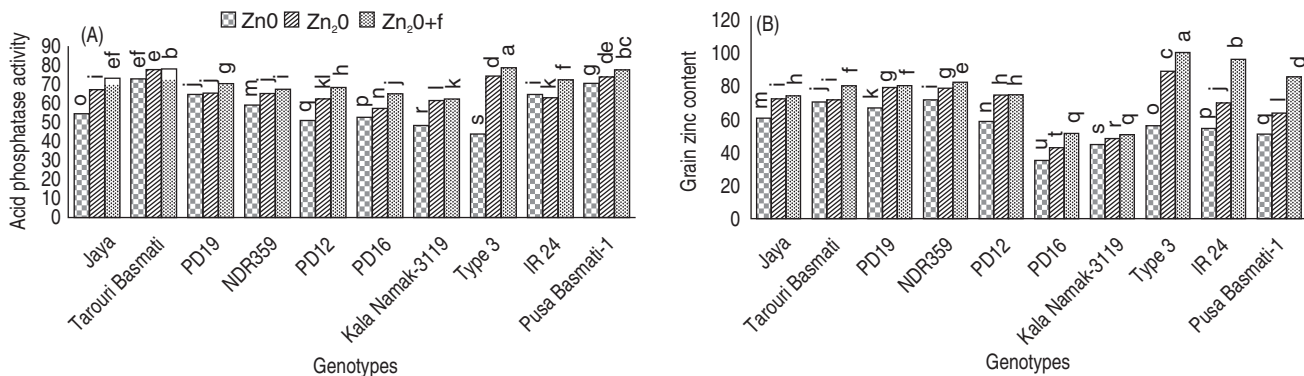 (A)
Zn0 Zn₂0 Zn₂0+f
Acid phosphatase activity
90
80
70
60
50
40
30
20
10
0
o i ef
ef e b
j j g
m j i
q kl h
p n j
r l k
s d a
j k f
g de bc
Jaya
Tarouri Basmati
PD19
NDR359
PD12
PD16
Kala Namak-3119
Type 3
IR 24
Pusa Basmati-1
Genotypes
(B)
Grain zinc content
120
100
80
60
40
20
0
m i h
j i f
k g f
i g e
n h h
u t q
s r q
o c a
p j b
q l d
Jaya
Tarouri Basmati
PD19
NDR359
PD12
PD16
Kala Namak-3119
Type 3
IR 24
Pusa Basmati-1
Genotypes